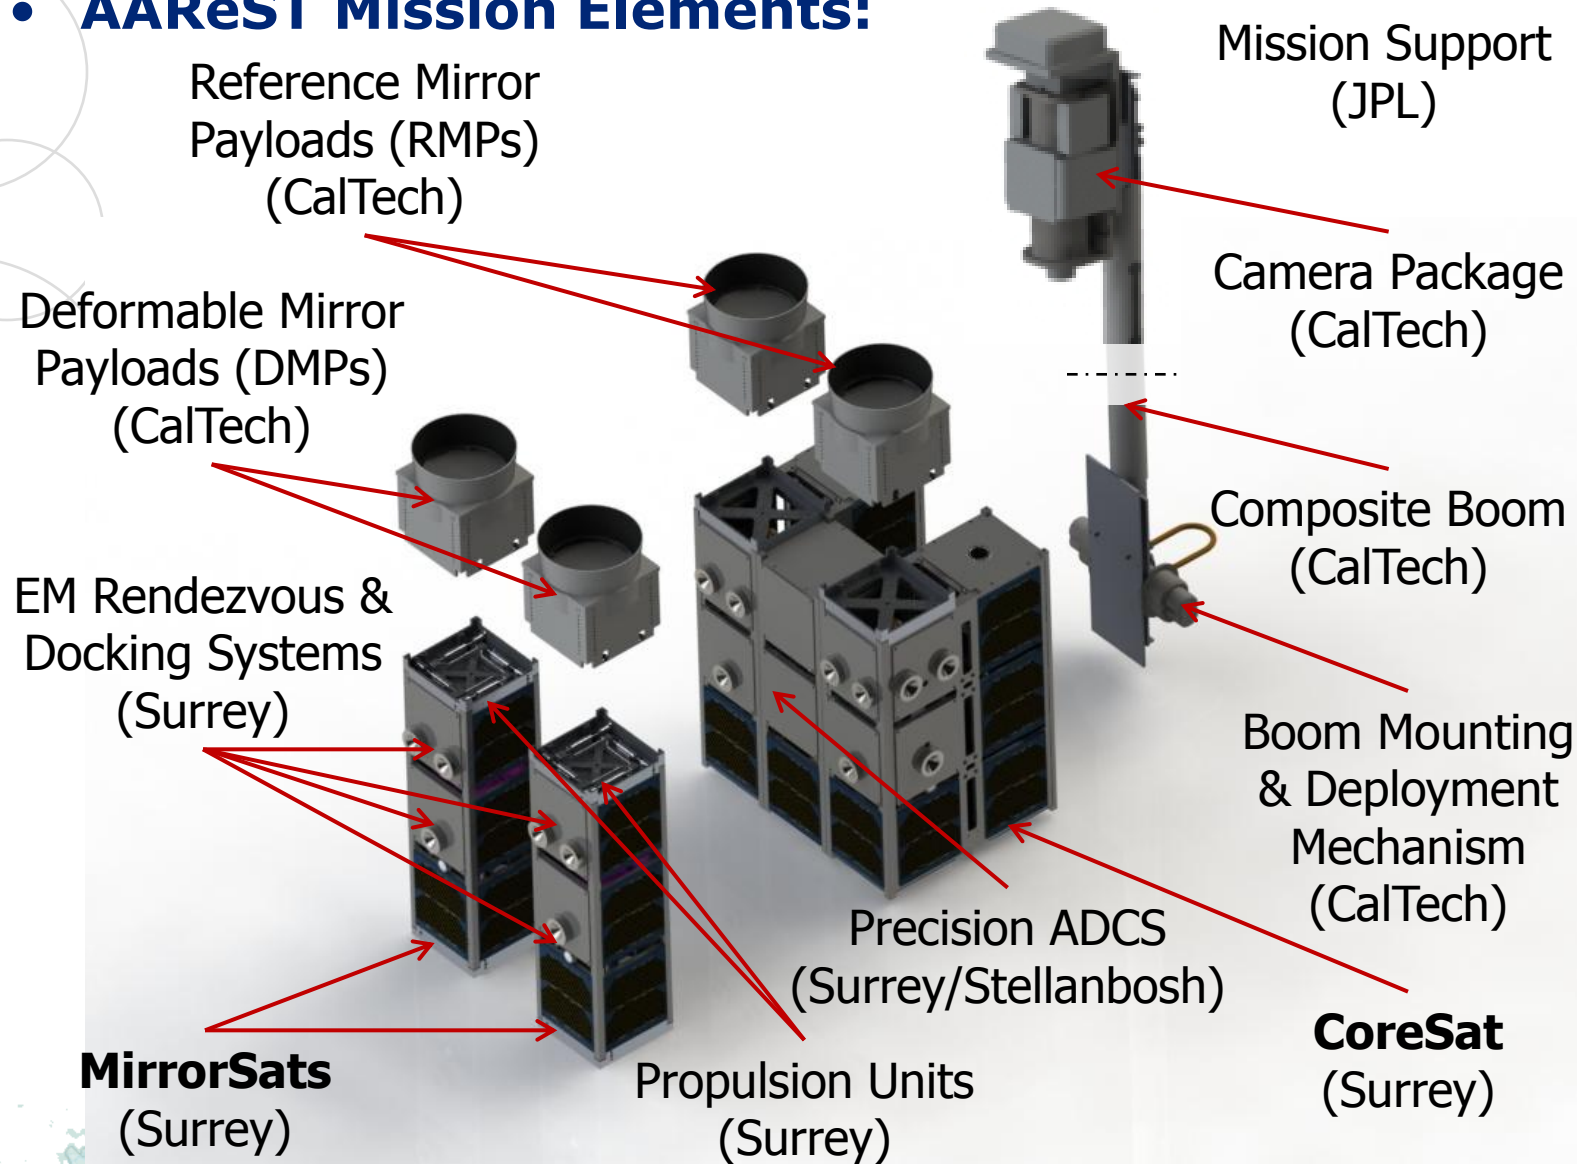 • AAReST Mission Elements:
Reference Mirror
Payloads (RMPs)
(CalTech)
Mission Support
(JPL)
Deformable Mirror
Payloads (DMPs)
(CalTech)
Camera Package
(CalTech)
Composite Boom
(CalTech)
EM Rendezvous &
Docking Systems
(Surrey)
Boom Mounting
& Deployment
Mechanism
(CalTech)
Precision ADCS
(Surrey/Stellanbosh)
CoreSat
(Surrey)
MirrorSats
(Surrey)
Propulsion Units
(Surrey)